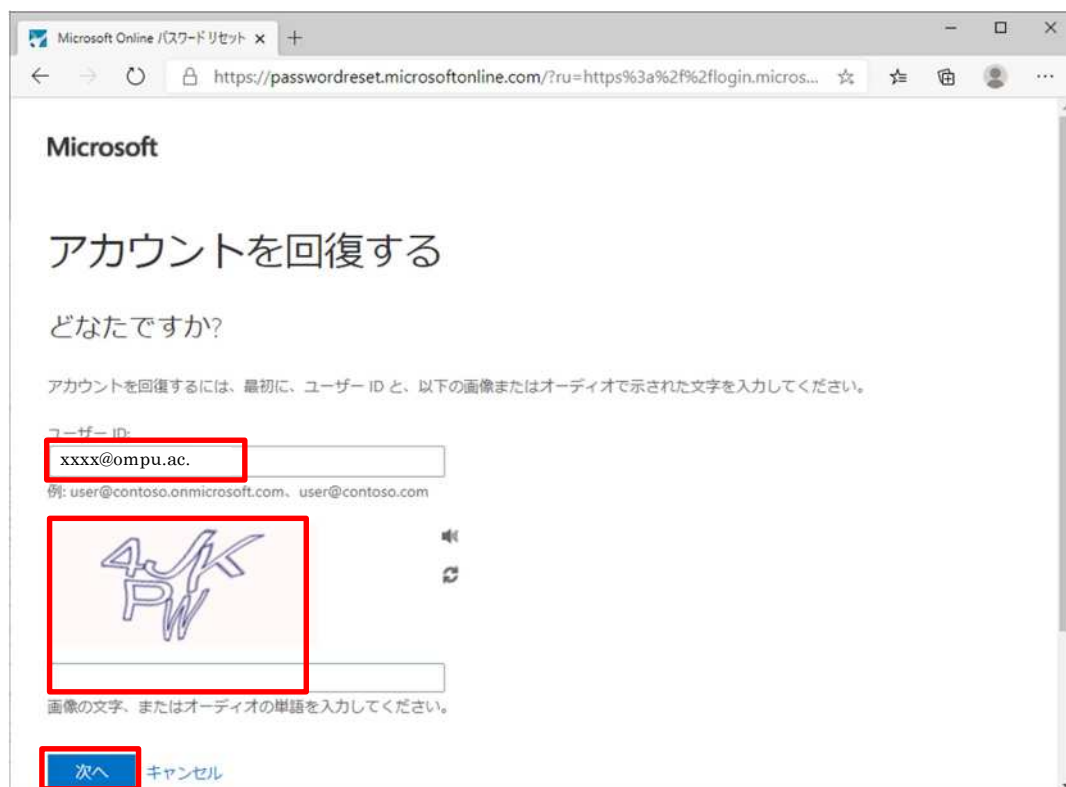 Microsoft Online パスワード リセット
https://passwordreset.microsoftonline.com/?ru=https%3a%2f%2flogin.micros...
Microsoft
アカウントを回復する
どなたですか?
アカウントを回復するには、最初に、ユーザー ID と、以下の画像またはオーディオで示された文字を入力してください。
ユーザー ID:
xxxx@ompu.ac.
例: user@contoso.onmicrosoft.com、user@contoso.com
4JK
PW
画像の文字、またはオーディオの単語を入力してください。
次へ キャンセル